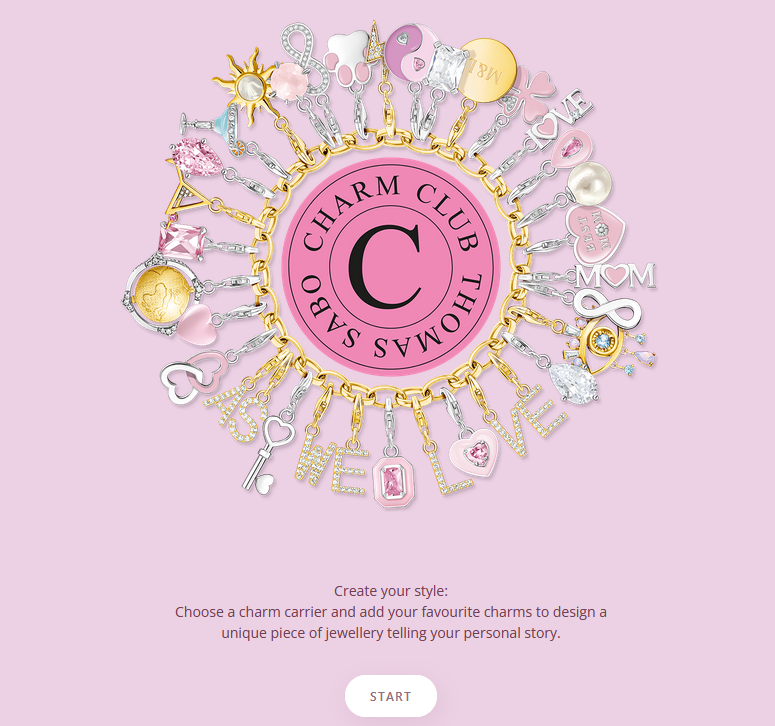 CHARM CLUB
THOMAS SABO
C
LOVE
MOM
AS
WE
LOVE
Create your style:
Choose a charm carrier and add your favourite charms to design a
unique piece of jewellery telling your personal story.
START